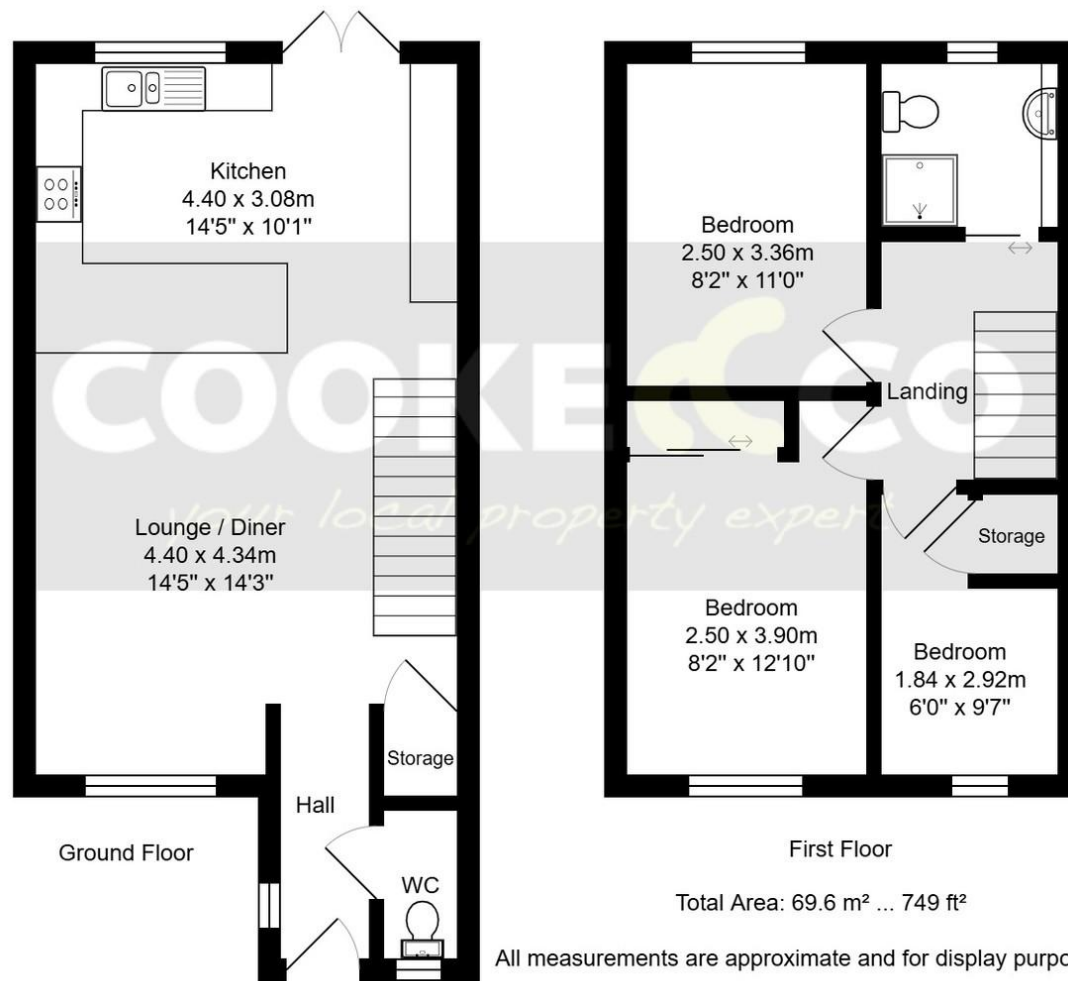 Kitchen
4.40 x 3.08m
14'5" x 10'1"
Lounge / Diner
4.40 x 4.34m
14'5" x 14'3"
Storage
Hall
WC
Ground Floor
Bedroom
2.50 x 3.36m
8'2" x 11'0"
Landing
Storage
Bedroom
2.50 x 3.90m
8'2" x 12'10"
Bedroom
1.84 x 2.92m
6'0" x 9'7"
First Floor
Total Area: 69.6 m² ... 749 ft²
All measurements are approximate and for display purpo
COOKE & CO
your local property expert